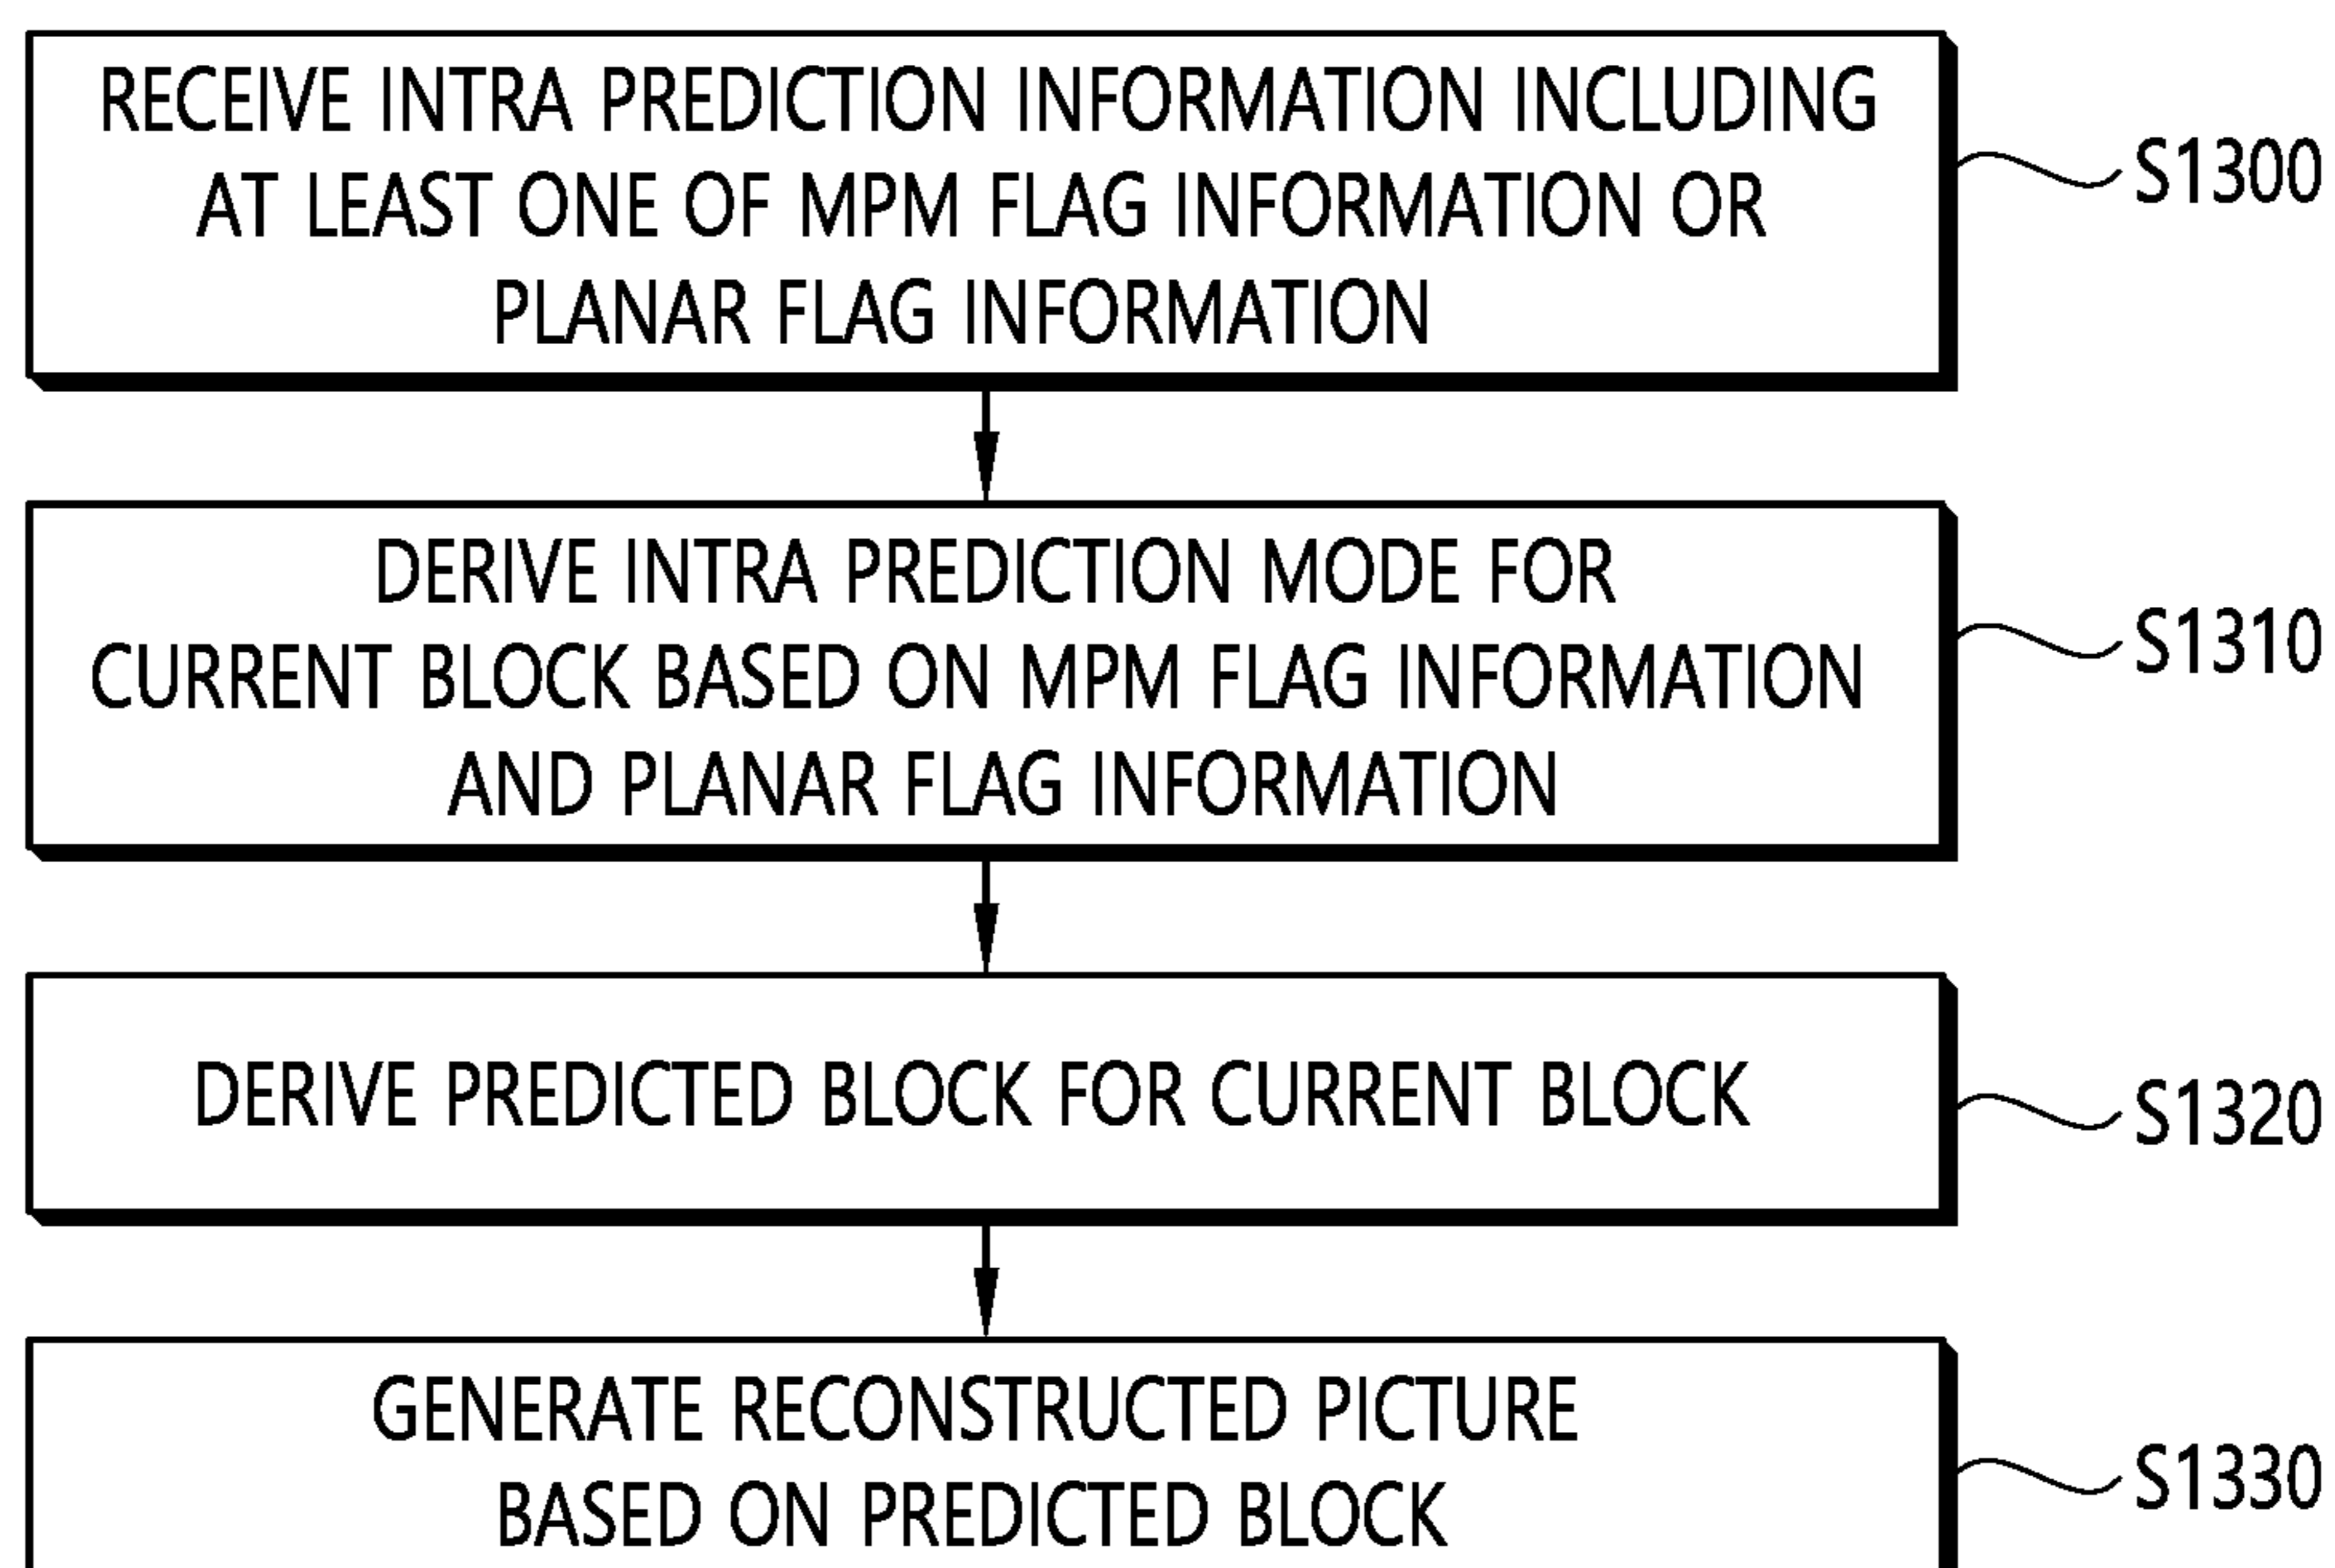 RECEIVE INTRA PREDICTION INFORMATION INCLUDING
AT LEAST ONE OF MPM FLAG INFORMATION OR
PLANAR FLAG INFORMATION
S1300
DERIVE INTRA PREDICTION MODE FOR
CURRENT BLOCK BASED ON MPM FLAG INFORMATION
AND PLANAR FLAG INFORMATION
S1310
DERIVE PREDICTED BLOCK FOR CURRENT BLOCK
S1320
GENERATE RECONSTRUCTED PICTURE
BASED ON PREDICTED BLOCK
S1330